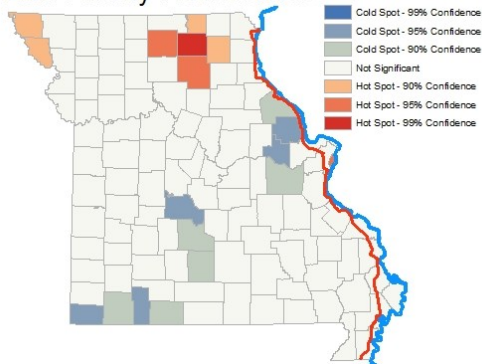 Cold Spot - 99% Confidence
Cold Spot - 95% Confidence
Cold Spot - 90% Confidence
Not Significant
Hot Spot - 90% Confidence
Hot Spot - 95% Confidence
Hot Spot - 99% Confidence